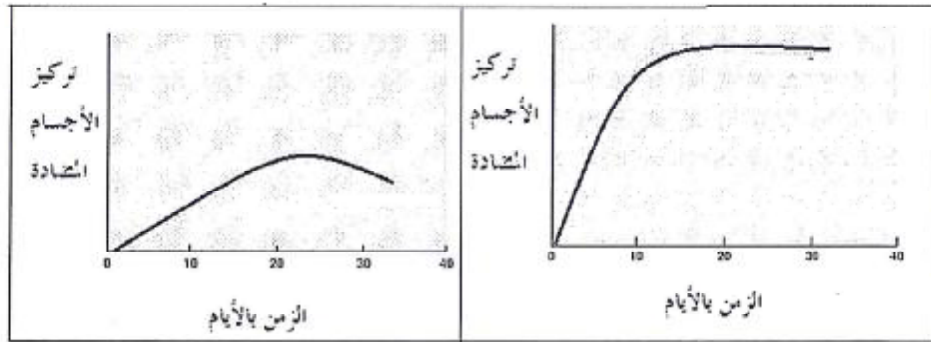 تركيز
الأجسام
المضادة
0 10 20 30 40
الزمن بالأيام
تركيز
الأجسام
المضادة
0 10 20 30 40
الزمن بالأيام